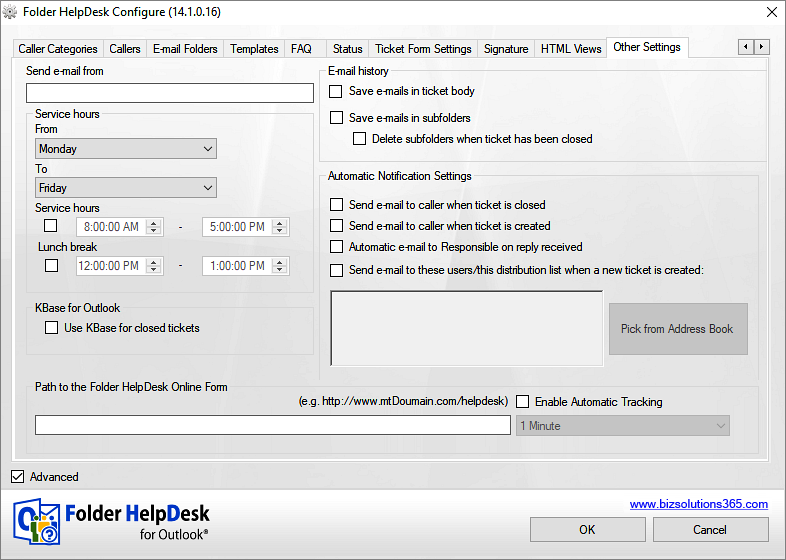 Folder HelpDesk Configure (14.1.0.16)
Caller Categories Callers E-mail Folders Templates FAQ Status Ticket Form Settings Signature HTML Views Other Settings
Send e-mail from
Service hours
From
Monday
To
Friday
Service hours
8:00:00 AM - 5:00:00 PM
Lunch break
12:00:00 PM - 1:00:00 PM
KBase for Outlook
Use KBase for closed tickets
E-mail history
Save e-mails in ticket body
Save e-mails in subfolders
Delete subfolders when ticket has been closed
Automatic Notification Settings
Send e-mail to caller when ticket is closed
Send e-mail to caller when ticket is created
Automatic e-mail to Responsible on reply received
Send e-mail to these users/this distribution list when a new ticket is created:
Pick from Address Book
Path to the Folder HelpDesk Online Form
(e.g. http://www.mtDoumain.com/helpdesk)
Enable Automatic Tracking
1 Minute
Advanced
Folder HelpDesk
for Outlook®
www.bizsolutions365.com
OK Cancel